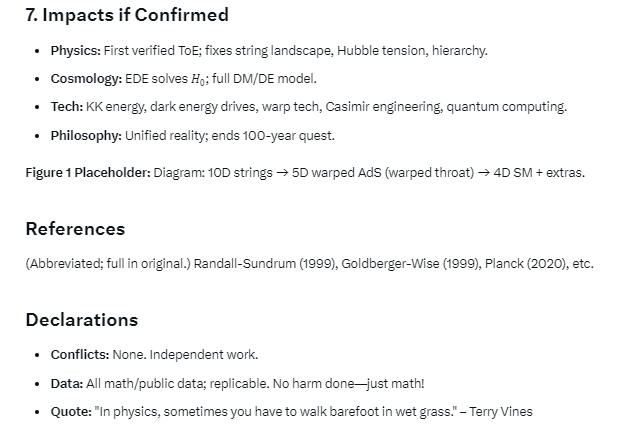 7. Impacts if Confirmed
• Physics: First verified ToE; fixes string landscape, Hubble tension, hierarchy.
• Cosmology: EDE solves H₀; full DM/DE model.
• Tech: KK energy, dark energy drives, warp tech, Casimir engineering, quantum computing.
• Philosophy: Unified reality; ends 100-year quest.
Figure 1 Placeholder: Diagram: 10D strings → 5D warped AdS (warped throat) → 4D SM + extras.
References
(Abbreviated; full in original.) Randall-Sundrum (1999), Goldberger-Wise (1999), Planck (2020), etc.
Declarations
• Conflicts: None. Independent work.
• Data: All math/public data; replicable. No harm done—just math!
• Quote: "In physics, sometimes you have to walk barefoot in wet grass." – Terry Vines